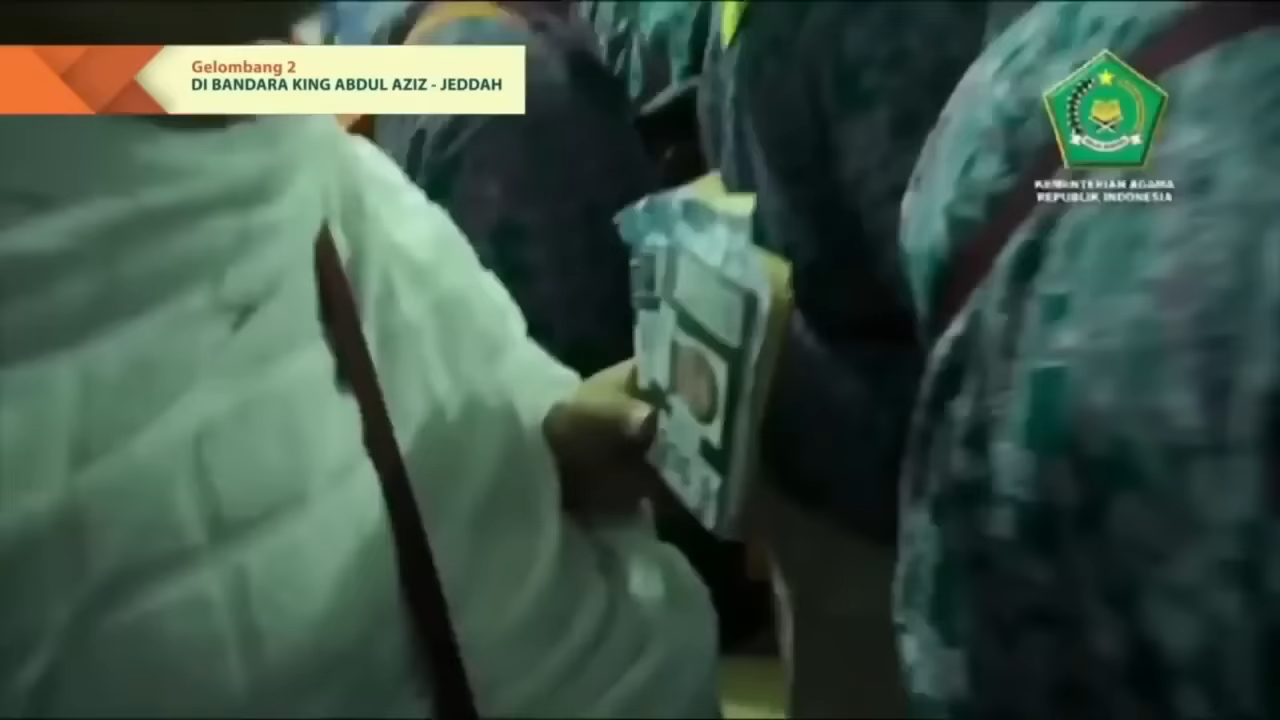 Gelombang 2
DI BANDARA KING ABDUL AZIZ - JEDDAH
KEMENTERIAN AGAMA
REPUBLIK INDONESIA